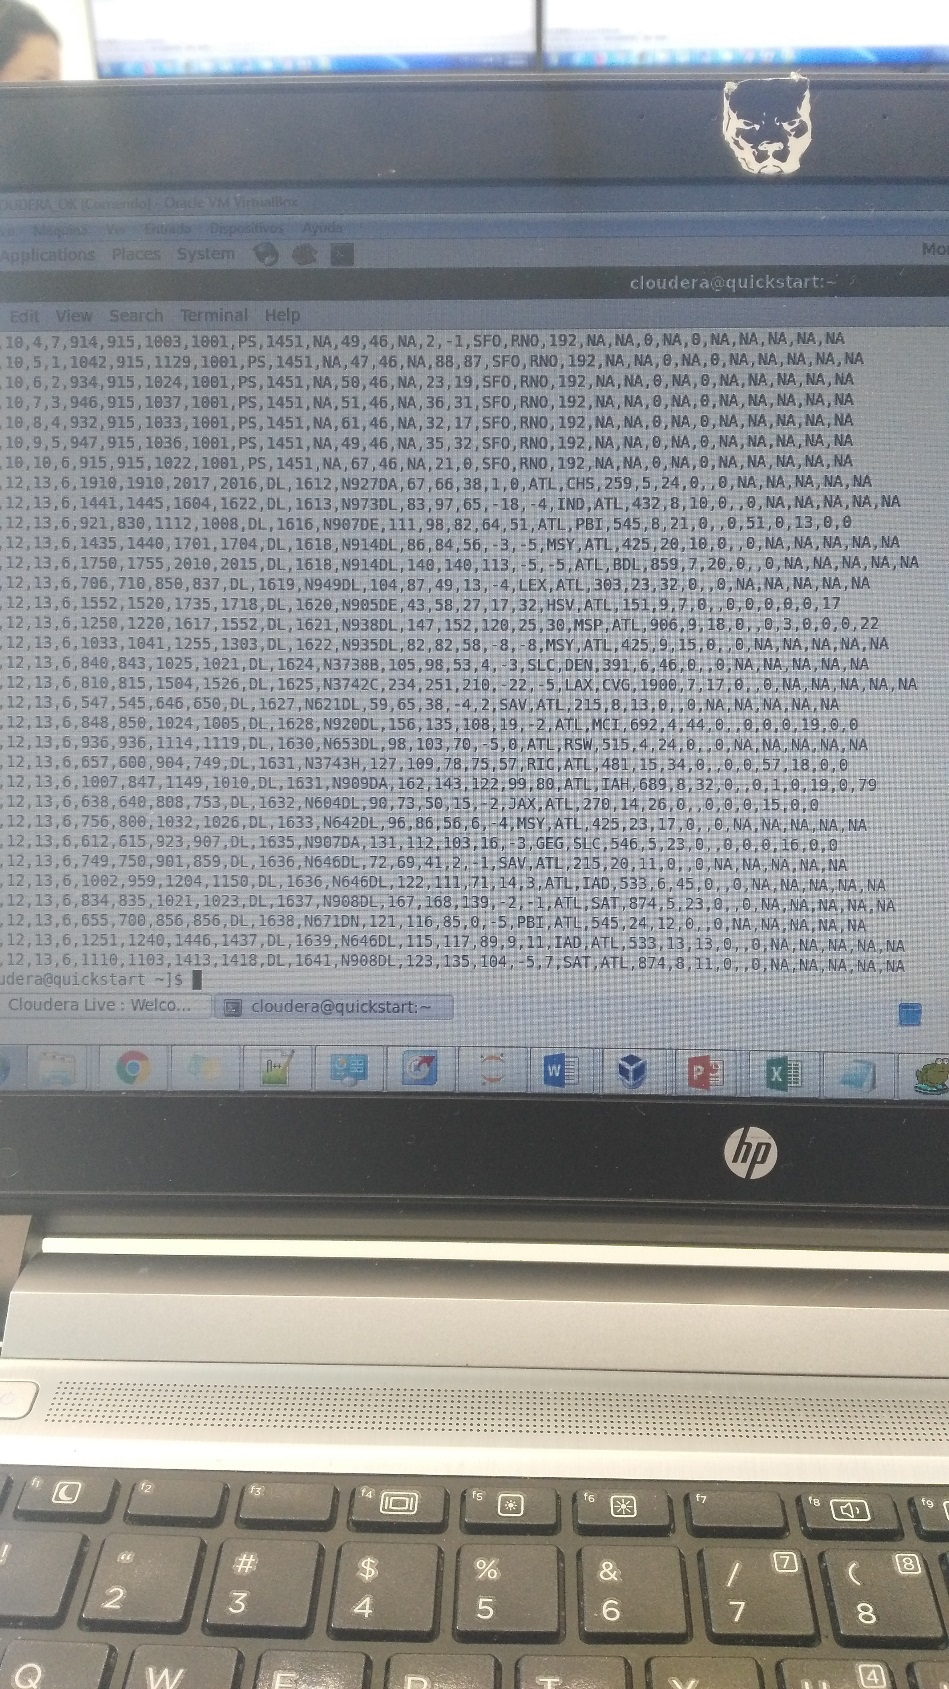 OUDERA_OK [Corriendo] - Oracle VM VirtualBox
Máquina Ver Entrada Dispositivos Ayuda
Applications Places System
cloudera@quickstart:~
Edit View Search Terminal Help
,10,4,7,914,915,1003,1001,PS,1451,NA,49,46,NA,2,-1,SFO,RNO,192,NA,NA,0,NA,0,NA,NA,NA,NA,NA
,10,5,1,1042,915,1129,1001,PS,1451,NA,47,46,NA,88,87,SFO,RNO,192,NA,NA,0,NA,0,NA,NA,NA,NA,NA
,10,6,2,934,915,1024,1001,PS,1451,NA,50,46,NA,23,19,SFO,RNO,192,NA,NA,0,NA,0,NA,NA,NA,NA,NA
,10,7,3,946,915,1037,1001,PS,1451,NA,51,46,NA,36,31,SFO,RNO,192,NA,NA,0,NA,0,NA,NA,NA,NA,NA
,10,8,4,932,915,1033,1001,PS,1451,NA,61,46,NA,32,17,SFO,RNO,192,NA,NA,0,NA,0,NA,NA,NA,NA,NA
,10,9,5,947,915,1036,1001,PS,1451,NA,49,46,NA,35,32,SFO,RNO,192,NA,NA,0,NA,0,NA,NA,NA,NA,NA
,10,10,6,915,915,1022,1001,PS,1451,NA,67,46,NA,21,0,SFO,RNO,192,NA,NA,0,NA,0,NA,NA,NA,NA,NA
,12,13,6,1910,1910,2017,2016,DL,1612,N927DA,67,66,38,1,0,ATL,CHS,259,5,24,0,,0,NA,NA,NA,NA,NA
,12,13,6,1441,1445,1604,1622,DL,1613,N973DL,83,97,65,-18,-4,IND,ATL,432,8,10,0,,0,NA,NA,NA,NA,NA
,12,13,6,921,830,1112,1008,DL,1616,N907DE,111,98,82,64,51,ATL,PBI,545,8,21,0,,0,51,0,13,0,0
,12,13,6,1435,1440,1701,1704,DL,1618,N914DL,86,84,56,-3,-5,MSY,ATL,425,20,10,0,,0,NA,NA,NA,NA,NA
,12,13,6,1750,1755,2010,2015,DL,1618,N914DL,140,140,113,-5,-5,ATL,BDL,859,7,20,0,,0,NA,NA,NA,NA,NA
,12,13,6,706,710,850,837,DL,1619,N949DL,104,87,49,13,-4,LEX,ATL,303,23,32,0,,0,NA,NA,NA,NA,NA
,12,13,6,1552,1520,1735,1718,DL,1620,N905DE,43,58,27,17,32,HSV,ATL,151,9,7,0,,0,0,0,0,0,17
,12,13,6,1250,1220,1617,1552,DL,1621,N938DL,147,152,120,25,30,MSP,ATL,906,9,18,0,,0,3,0,0,0,22
,12,13,6,1033,1041,1255,1303,DL,1622,N935DL,82,82,58,-8,-8,MSY,ATL,425,9,15,0,,0,NA,NA,NA,NA,NA
,12,13,6,840,843,1025,1021,DL,1624,N3738B,105,98,53,4,-3,SLC,DEN,391,6,46,0,,0,NA,NA,NA,NA,NA
,12,13,6,810,815,1504,1526,DL,1625,N3742C,234,251,210,-22,-5,LAX,CVG,1900,7,17,0,,0,NA,NA,NA,NA,NA
,12,13,6,547,545,646,650,DL,1627,N621DL,59,65,38,-4,2,SAV,ATL,215,8,13,0,,0,NA,NA,NA,NA,NA
,12,13,6,848,850,1024,1005,DL,1628,N920DL,156,135,108,19,-2,ATL,MCI,692,4,44,0,,0,0,0,19,0,0
,12,13,6,936,936,1114,1119,DL,1630,N653DL,98,103,70,-5,0,ATL,RSW,515,4,24,0,,0,NA,NA,NA,NA,NA
,12,13,6,657,600,904,749,DL,1631,N3743H,127,109,78,75,57,RIC,ATL,481,15,34,0,,0,0,57,18,0,0
,12,13,6,1007,847,1149,1010,DL,1631,N909DA,162,143,122,99,80,ATL,IAH,689,8,32,0,,0,1,0,19,0,79
,12,13,6,638,640,808,753,DL,1632,N604DL,90,73,50,15,-2,JAX,ATL,270,14,26,0,,0,0,0,15,0,0
,12,13,6,756,800,1032,1026,DL,1633,N642DL,96,86,56,6,-4,MSY,ATL,425,23,17,0,,0,NA,NA,NA,NA,NA
,12,13,6,612,615,923,907,DL,1635,N907DA,131,112,103,16,-3,GEG,SLC,546,5,23,0,,0,0,0,16,0,0
,12,13,6,749,750,901,859,DL,1636,N646DL,72,69,41,2,-1,SAV,ATL,215,20,11,0,,0,NA,NA,NA,NA,NA
,12,13,6,1002,959,1204,1150,DL,1636,N646DL,122,111,71,14,3,ATL,IAD,533,6,45,0,,0,NA,NA,NA,NA,NA
,12,13,6,834,835,1021,1023,DL,1637,N908DL,167,168,139,-2,-1,ATL,SAT,874,5,23,0,,0,NA,NA,NA,NA,NA
,12,13,6,655,700,856,856,DL,1638,N671DN,121,116,85,0,-5,PBI,ATL,545,24,12,0,,0,NA,NA,NA,NA,NA
,12,13,6,1251,1240,1446,1437,DL,1639,N646DL,115,117,89,9,11,IAD,ATL,533,13,13,0,,0,NA,NA,NA,NA,NA
,12,13,6,1110,1103,1413,1418,DL,1641,N908DL,123,135,104,-5,7,SAT,ATL,874,8,11,0,,0,NA,NA,NA,NA,NA
udera@quickstart ~]$
Cloudera Live : Welco... cloudera@quickstart:~
hp
f1 f2 f3 f4 f5 f6 f7 f8 f9
! " # $ % & / 7 ( 8
2 3 4 5 6 7 8
Q W 4